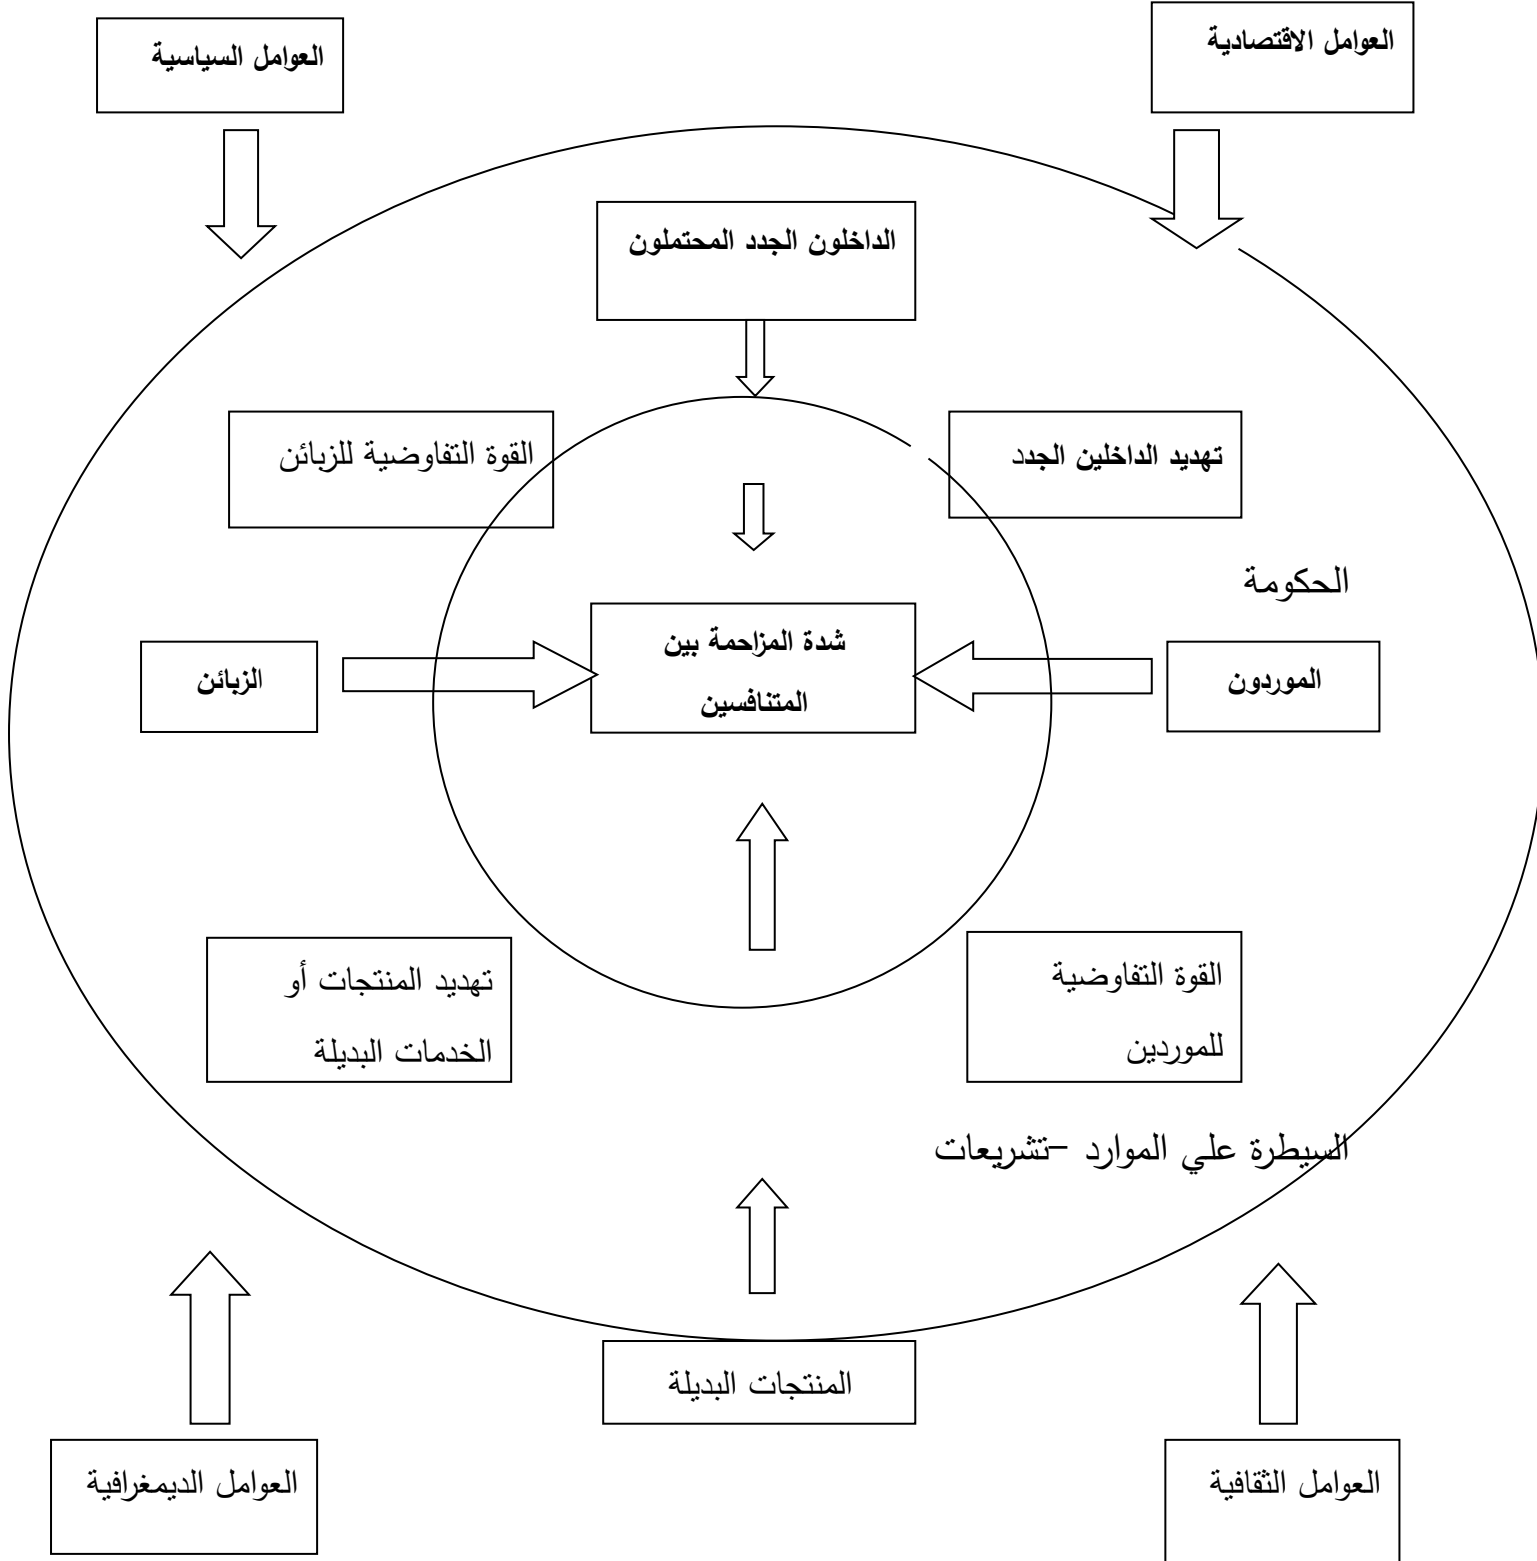 العوامل الاقتصادية
العوامل السياسية
الداخلون الجدد المحتملون
تهديد الداخلين الجدد
القوة التفاوضية للزبائن
الحكومة
الموردون
شدة المزاحمة بين
المتنافسين
الزبائن
القوة التفاوضية
للموردين
تهديد المنتجات أو
الخدمات البديلة
السيطرة علي الموارد –تشريعات
المنتجات البديلة
العوامل الثقافية
العوامل الديمغرافية